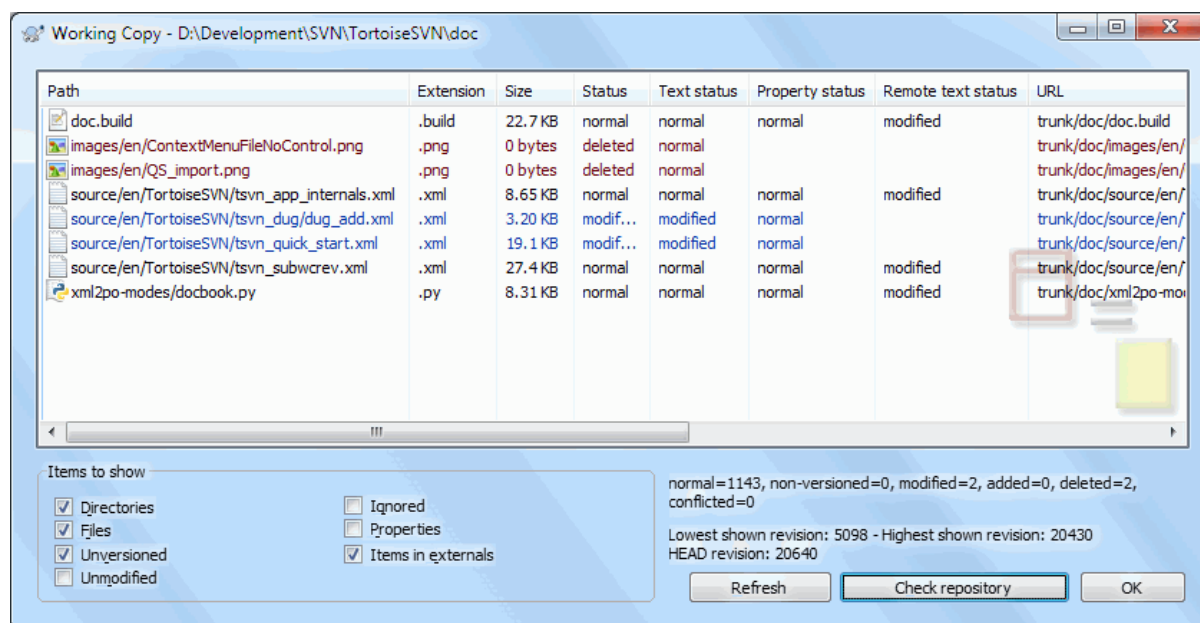 Working Copy - D:\Development\SVN\TortoiseSVN\doc
Path Extension Size Status Text status Property status Remote text status URL
doc.build .build 22.7 KB normal normal normal modified trunk/doc/doc.build
images/en/ContextMenuFileNoControl.png .png 0 bytes deleted normal trunk/doc/images/en/
images/en/QS_import.png .png 0 bytes deleted normal trunk/doc/images/en/
source/en/TortoiseSVN/tsvn_app_internals.xml .xml 8.65 KB normal normal normal modified trunk/doc/source/en/
source/en/TortoiseSVN/tsvn_dug/dug_add.xml .xml 3.20 KB modif... modified normal trunk/doc/source/en/
source/en/TortoiseSVN/tsvn_quick_start.xml .xml 19.1 KB modif... modified normal trunk/doc/source/en/
source/en/TortoiseSVN/tsvn_subwcrev.xml .xml 27.4 KB normal normal normal modified trunk/doc/source/en/
xml2po-modes/docbook.py .py 8.31 KB normal normal normal modified trunk/doc/xml2po-mo
Items to show
Directories
Files
Unversioned
Unmodified
Ignored
Properties
Items in externals
normal=1143, non-versioned=0, modified=2, added=0, deleted=2,
conflicted=0
Lowest shown revision: 5098 - Highest shown revision: 20430
HEAD revision: 20640
Refresh Check repository OK